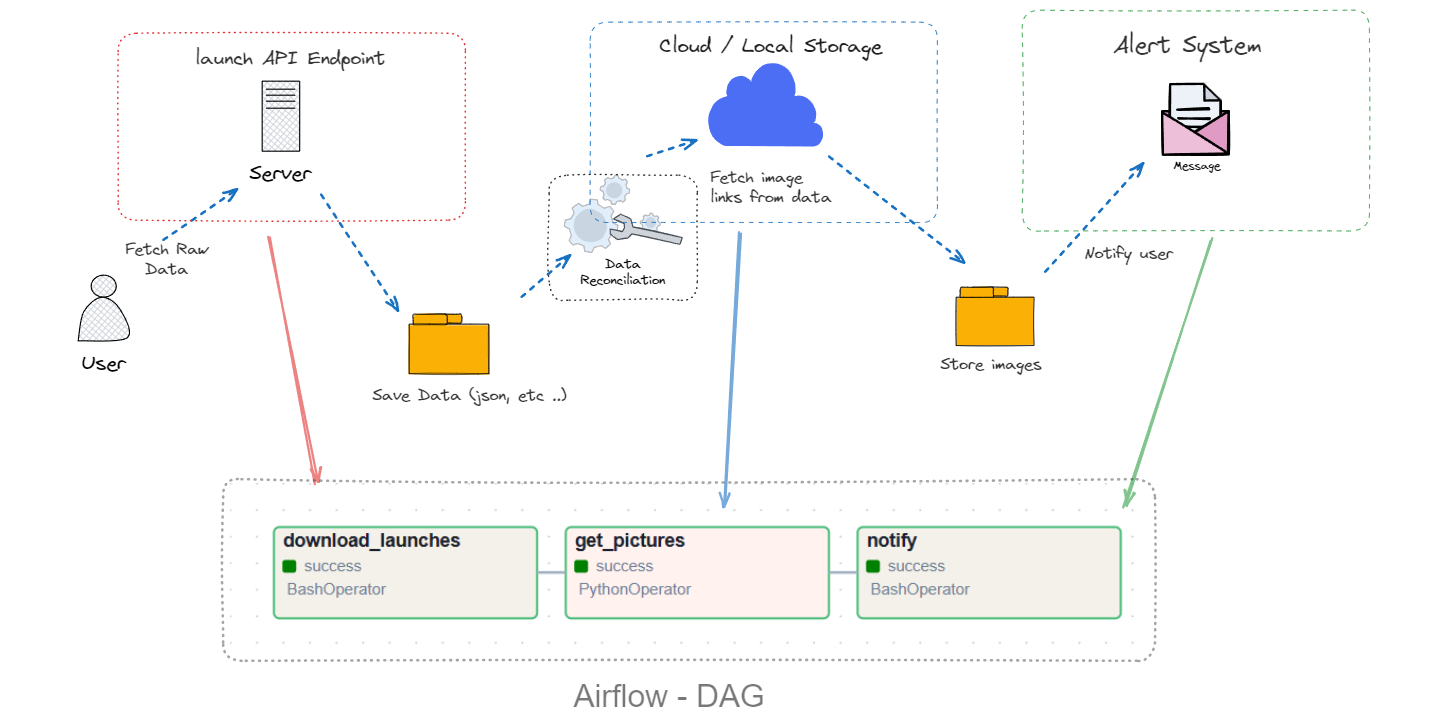 launch API Endpoint
Server
Fetch Raw
Data
User
Save Data (json, etc ..)
Data
Reconciliation
Cloud / Local Storage
Fetch image
links from data
Store images
Alert System
Message
Notify user
download_launches
success
BashOperator
get_pictures
success
PythonOperator
notify
success
BashOperator
Airflow - DAG